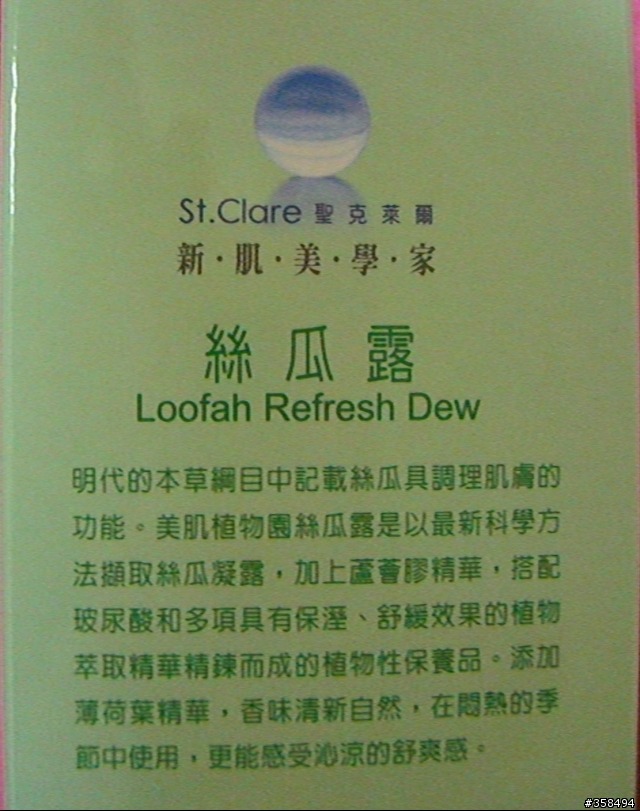 St.Clare 聖克萊爾
新·肌·美·學·家
絲瓜露
Loofah Refresh Dew
明代的本草綱目中記載絲瓜具調理肌膚的
功能。美肌植物園絲瓜露是以最新科學方
法擷取絲瓜凝露，加上蘆薈膠精華，搭配
玻尿酸和多項具有保溼、舒緩效果的植物
萃取精華精鍊而成的植物性保養品。添加
薄荷葉精華，香味清新自然，在悶熱的季
節中使用，更能感受沁涼的舒爽感。
#358494